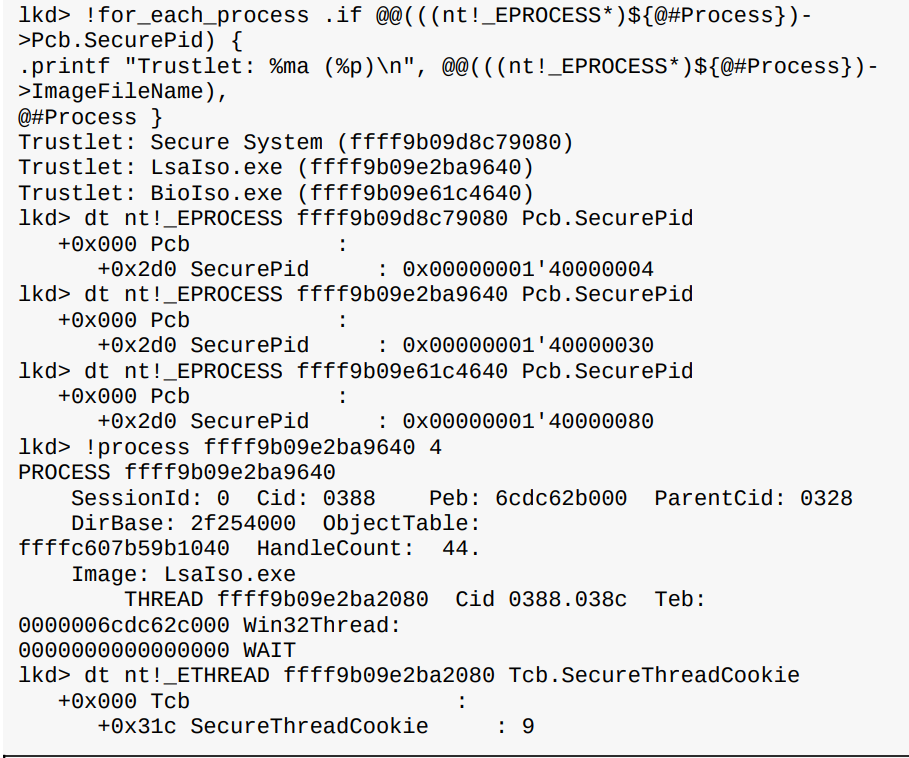 lkd> !for_each_process .if @@(((nt!_EPROCESS*)${@#Process})-
>Pcb.SecurePid) {
.printf "Trustlet: %ma (%p)\n", @@(((nt!_EPROCESS*)${@#Process})-
>ImageFileName),
@#Process }
Trustlet: Secure System (ffff9b09d8c79080)
Trustlet: LsaIso.exe (ffff9b09e2ba9640)
Trustlet: BioIso.exe (ffff9b09e61c4640)
lkd> dt nt!_EPROCESS ffff9b09d8c79080 Pcb.SecurePid
   +0x000 Pcb           :
      +0x2d0 SecurePid     : 0x00000001'40000004
lkd> dt nt!_EPROCESS ffff9b09e2ba9640 Pcb.SecurePid
   +0x000 Pcb           :
      +0x2d0 SecurePid     : 0x00000001'40000030
lkd> dt nt!_EPROCESS ffff9b09e61c4640 Pcb.SecurePid
   +0x000 Pcb           :
      +0x2d0 SecurePid     : 0x00000001'40000080
lkd> !process ffff9b09e2ba9640 4
PROCESS ffff9b09e2ba9640
    SessionId: 0  Cid: 0388    Peb: 6cdc62b000  ParentCid: 0328
    DirBase: 2f254000  ObjectTable:
ffffc607b59b1040  HandleCount:  44.
    Image: LsaIso.exe
        THREAD ffff9b09e2ba2080  Cid 0388.038c  Teb:
0000006cdc62c000 Win32Thread:
0000000000000000 WAIT
lkd> dt nt!_ETHREAD ffff9b09e2ba2080 Tcb.SecureThreadCookie
   +0x000 Tcb                    :
      +0x31c SecureThreadCookie     : 9